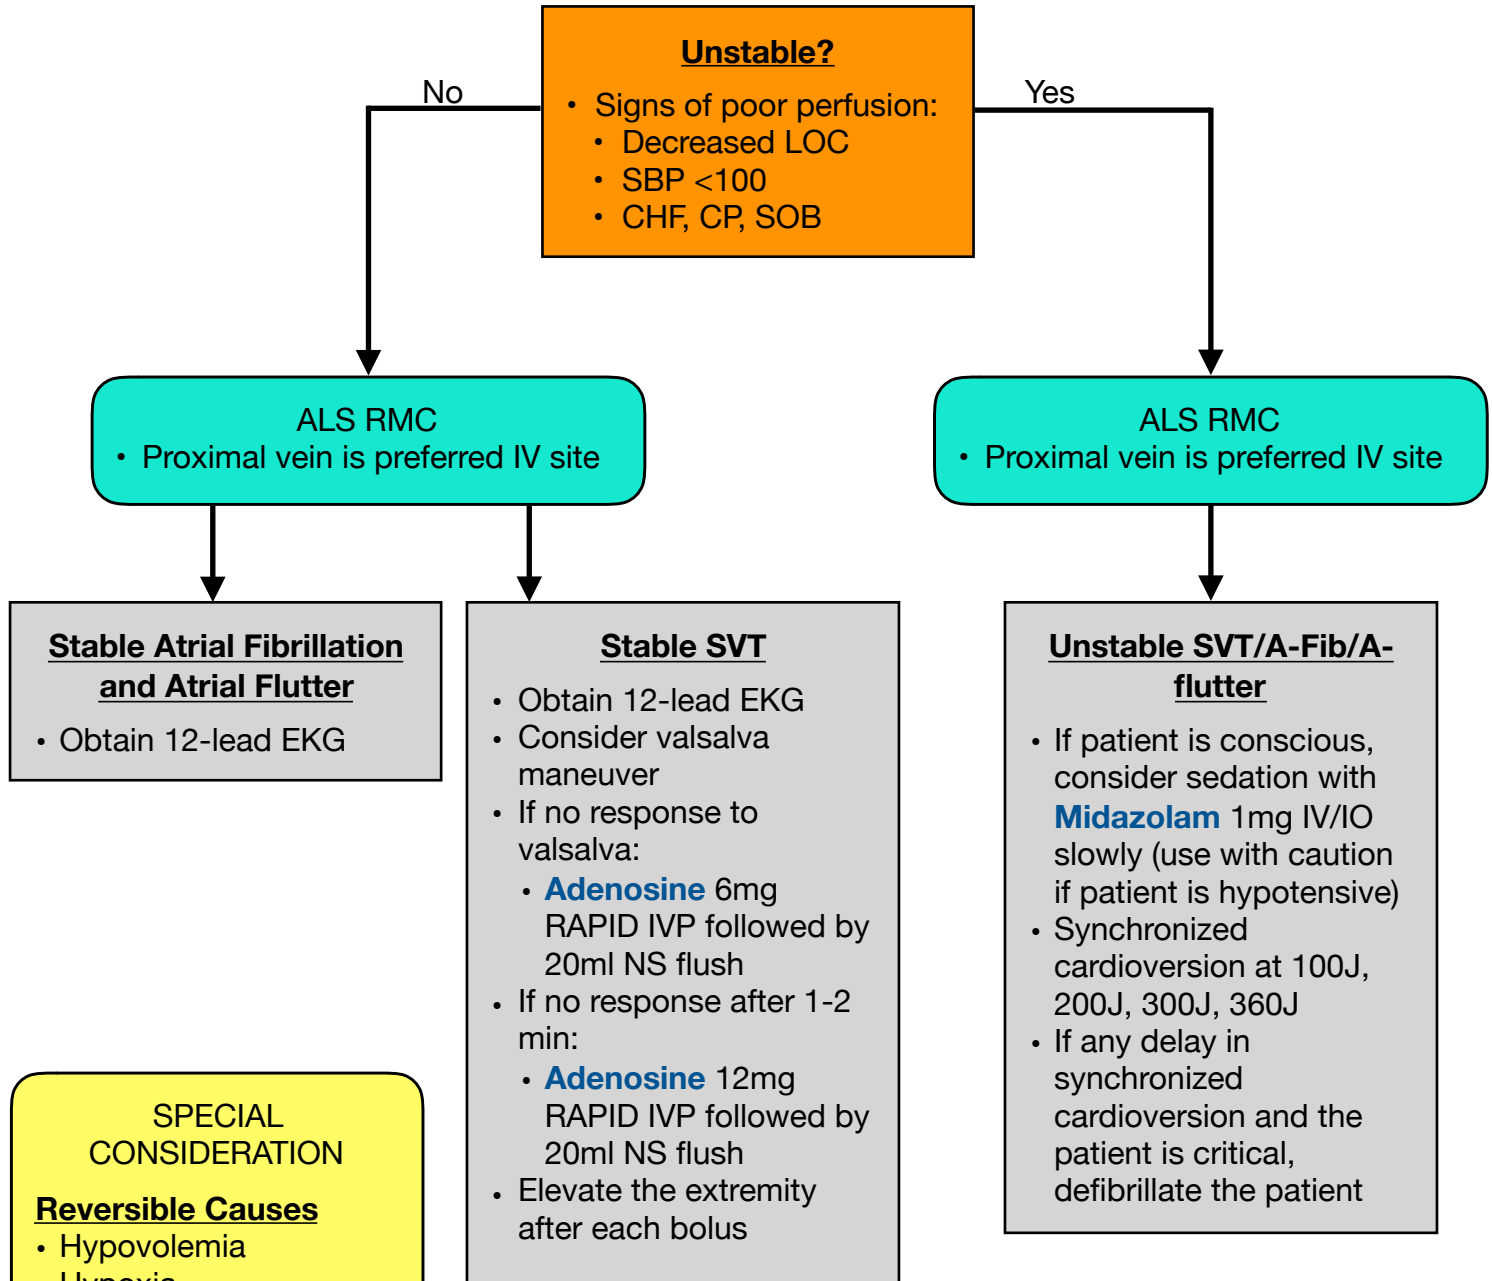 Unstable?
• Signs of poor perfusion:
• Decreased LOC
• SBP <100
• CHF, CP, SOB
No
Yes
ALS RMC
• Proximal vein is preferred IV site
ALS RMC
• Proximal vein is preferred IV site
Stable Atrial Fibrillation
and Atrial Flutter
• Obtain 12-lead EKG
Stable SVT
• Obtain 12-lead EKG
• Consider valsalva
maneuver
• If no response to
valsalva:
• Adenosine 6mg
RAPID IVP followed by
20ml NS flush
• If no response after 1-2
min:
• Adenosine 12mg
RAPID IVP followed by
20ml NS flush
• Elevate the extremity
after each bolus
Unstable SVT/A-Fib/A-
flutter
• If patient is conscious,
consider sedation with
Midazolam 1mg IV/IO
slowly (use with caution
if patient is hypotensive)
• Synchronized
cardioversion at 100J,
200J, 300J, 360J
• If any delay in
synchronized
cardioversion and the
patient is critical,
defibrillate the patient
SPECIAL
CONSIDERATION
Reversible Causes
• Hypovolemia
Hypoxia